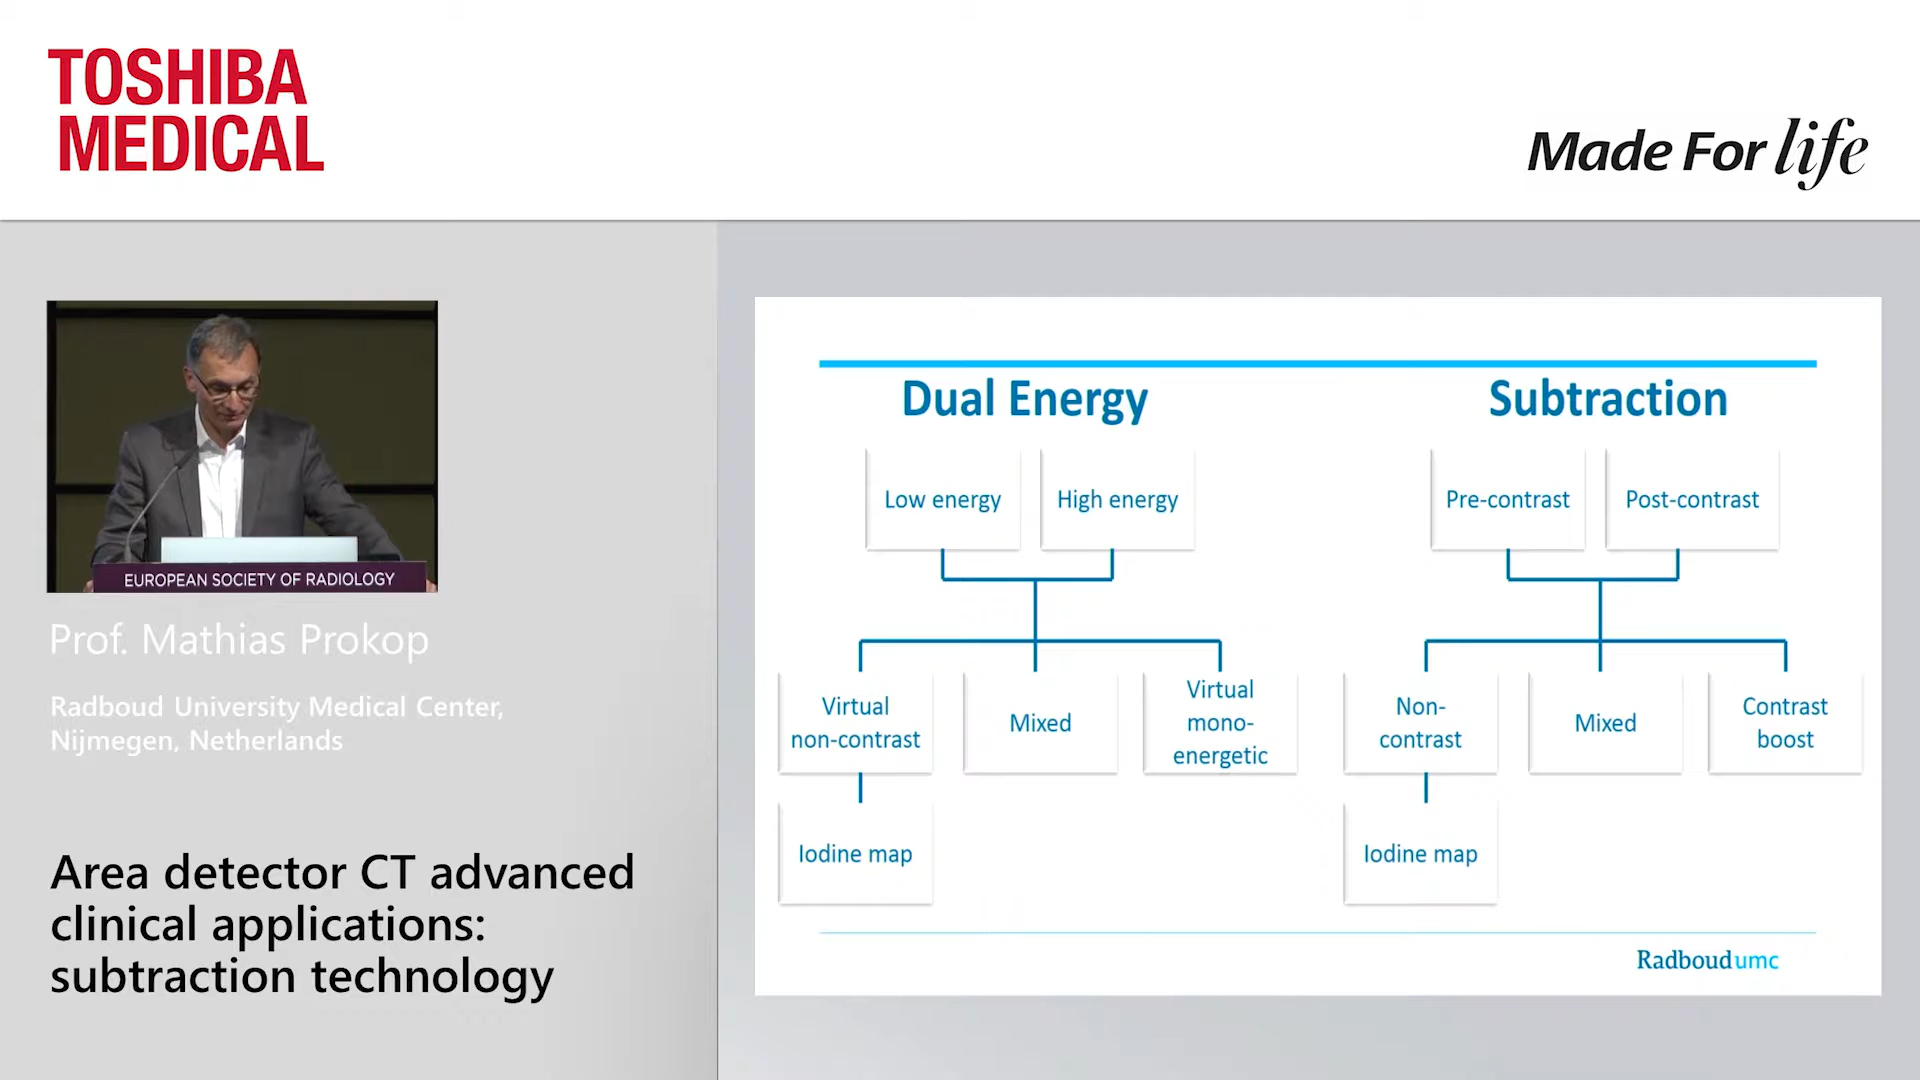 TOSHIBA
MEDICAL
Made For life
EUROPEAN SOCIETY OF RADIOLOGY
Prof. Mathias Prokop
Radboud University Medical Center,
Nijmegen, Netherlands
Area detector CT advanced
clinical applications:
subtraction technology
Dual Energy
Low energy
High energy
Virtual
non-contrast
Mixed
Virtual
mono-
energetic
Iodine map
Subtraction
Pre-contrast
Post-contrast
Non-
contrast
Mixed
Contrast
boost
Iodine map
Radboudumc